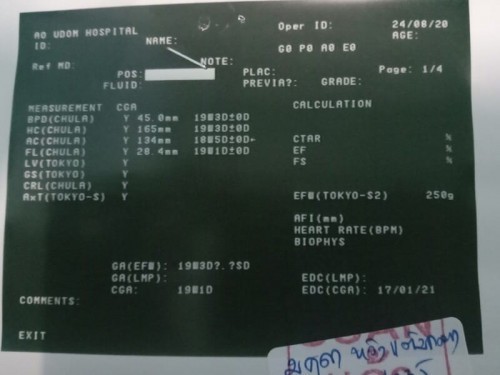 AO UDOM HOSPITAL Oper ID: 24/08/20
ID: NAME: AGE:
G0 P0 A0 E0
Ref MD: NOTE:
POS: PLAC: Page: 1/4
FLUID: PREVIA?: GRADE:
MEASUREMENT CGA CALCULATION
BPD(CHULA) Y 45.0mm 19W3D±0D
HC(CHULA) Y 165mm 19W3D±0D
AC(CHULA) Y 134mm 18W5D±0D← CTAR %
FL(CHULA) Y 28.4mm 19W1D±0D EF %
LV(TOKYO) Y FS %
GS(TOKYO) Y
CRL(CHULA) Y
AxT(TOKYO-S) Y EFW(TOKYO-S2) 250g
AFI(mm)
HEART RATE(BPM)
BIOPHYS
GA(EFW): 19W3D?.?SD
GA(LMP): EDC(LMP):
CGA: 19W1D EDC(CGA): 17/01/21
COMMENTS:
EXIT